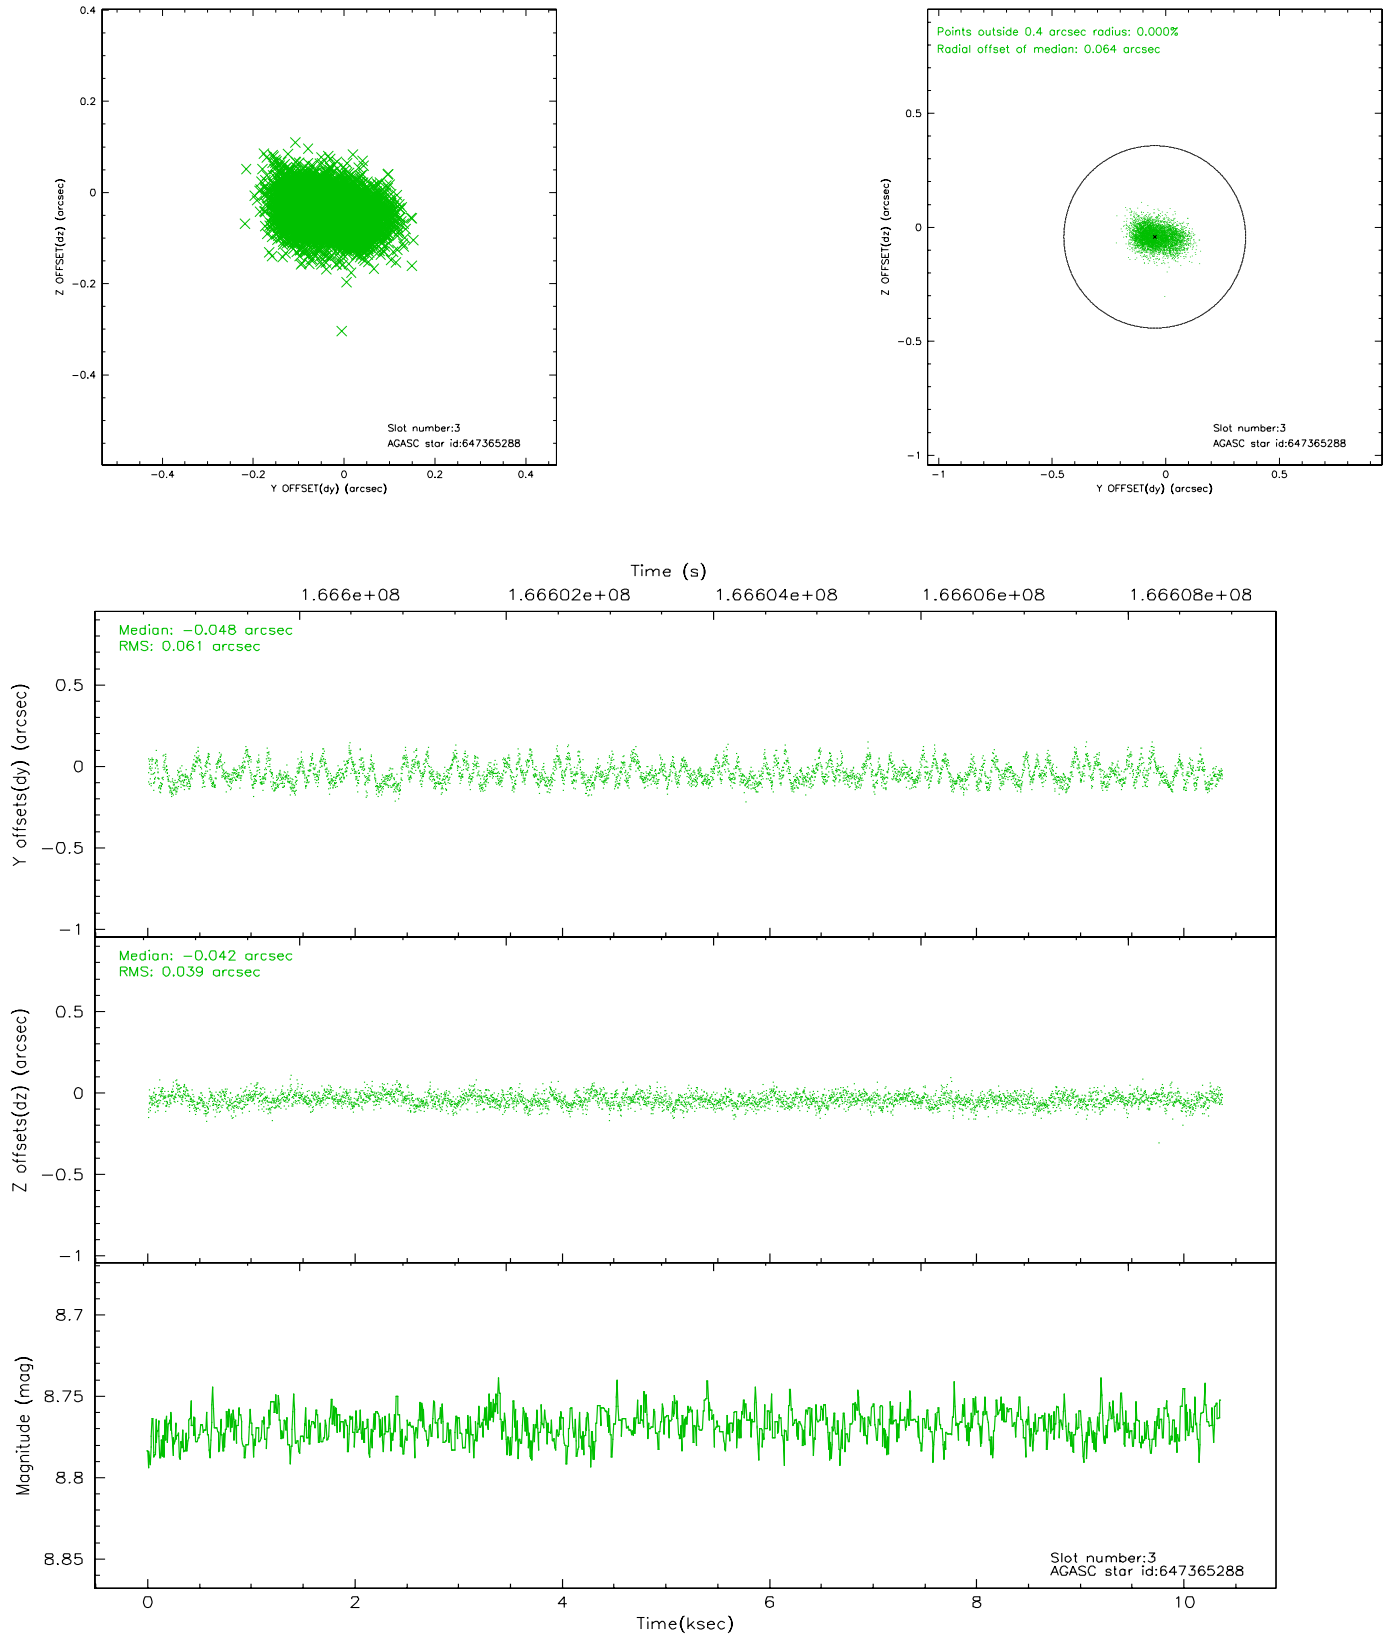 0.4
0.2
0
-0.2
-0.4
Z OFFSET(dz) (arcsec)
Slot number:3
AGASC star id:647365288
-0.4 -0.2 0 0.2 0.4
Y OFFSET(dy) (arcsec)
Points outside 0.4 arcsec radius: 0.000%
Radial offset of median: 0.064 arcsec
0.5
0
-0.5
-1
Z OFFSET(dz) (arcsec)
Slot number:3
AGASC star id:647365288
-1 -0.5 0 0.5
Y OFFSET(dy) (arcsec)
Time (s)
1.666e+08 1.66602e+08 1.66604e+08 1.66606e+08 1.66608e+08
Median: -0.048 arcsec
RMS: 0.061 arcsec
0.5
0
-0.5
-1
Y offsets(dy) (arcsec)
Median: -0.042 arcsec
RMS: 0.039 arcsec
0.5
0
-0.5
-1
Z offsets(dz) (arcsec)
8.7
8.75
8.8
8.85
Magnitude (mag)
Slot number:3
AGASC star id:647365288
0 2 4 6 8 10
Time(ksec)